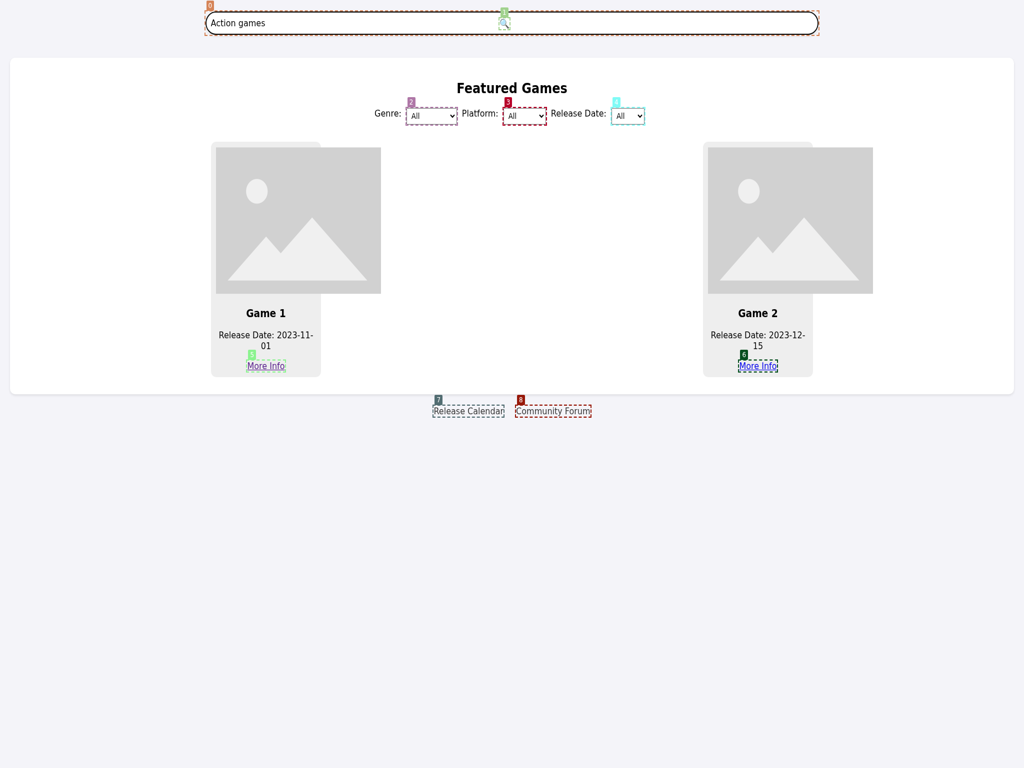 0
Action games
1
Featured Games
2
3
4
Genre: All Platform: All Release Date: All
Game 1
Release Date: 2023-11-
01
5
More Info
Game 2
Release Date: 2023-12-
15
6
More Info
7
8
Release Calendar Community Forum